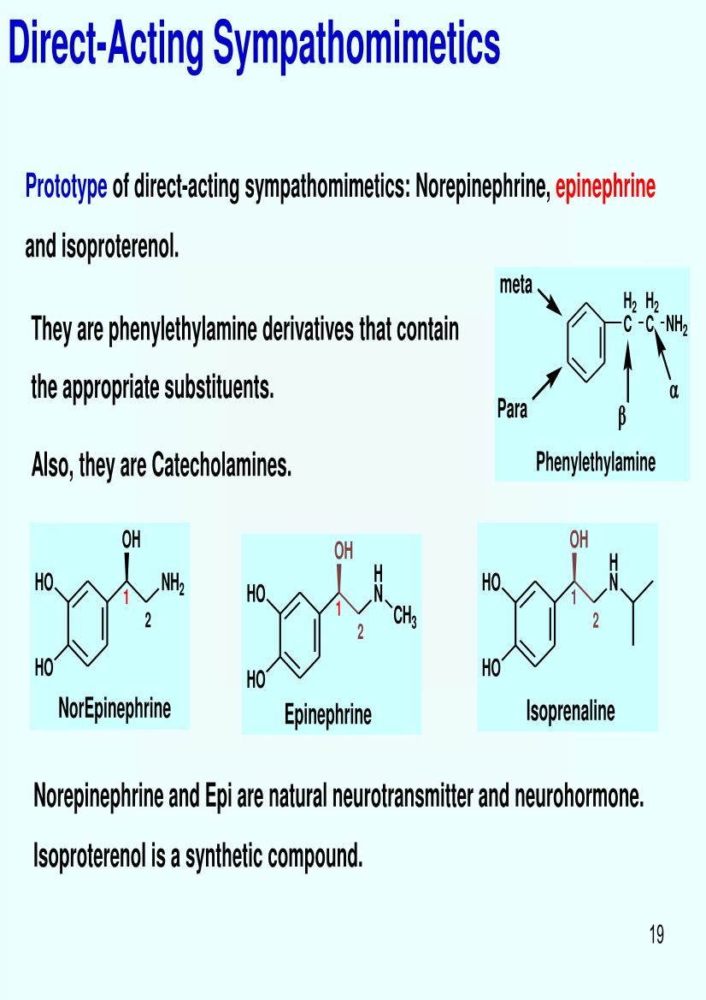 Direct-Acting Sympathomimetics
Prototype of direct-acting sympathomimetics: Norepinephrine, epinephrine
and isoproterenol.
They are phenylethylamine derivatives that contain
the appropriate substituents.
Also, they are Catecholamines.
meta
H2 H2
C - C - NH2
Para
β
α
Phenylethylamine
OH
HO
NH2
1
2
HO
NorEpinephrine
OH
H
N
HO
1
CH3
2
HO
Epinephrine
OH
H
N
HO
1
2
HO
Isoprenaline
Norepinephrine and Epi are natural neurotransmitter and neurohormone.
Isoproterenol is a synthetic compound.
19